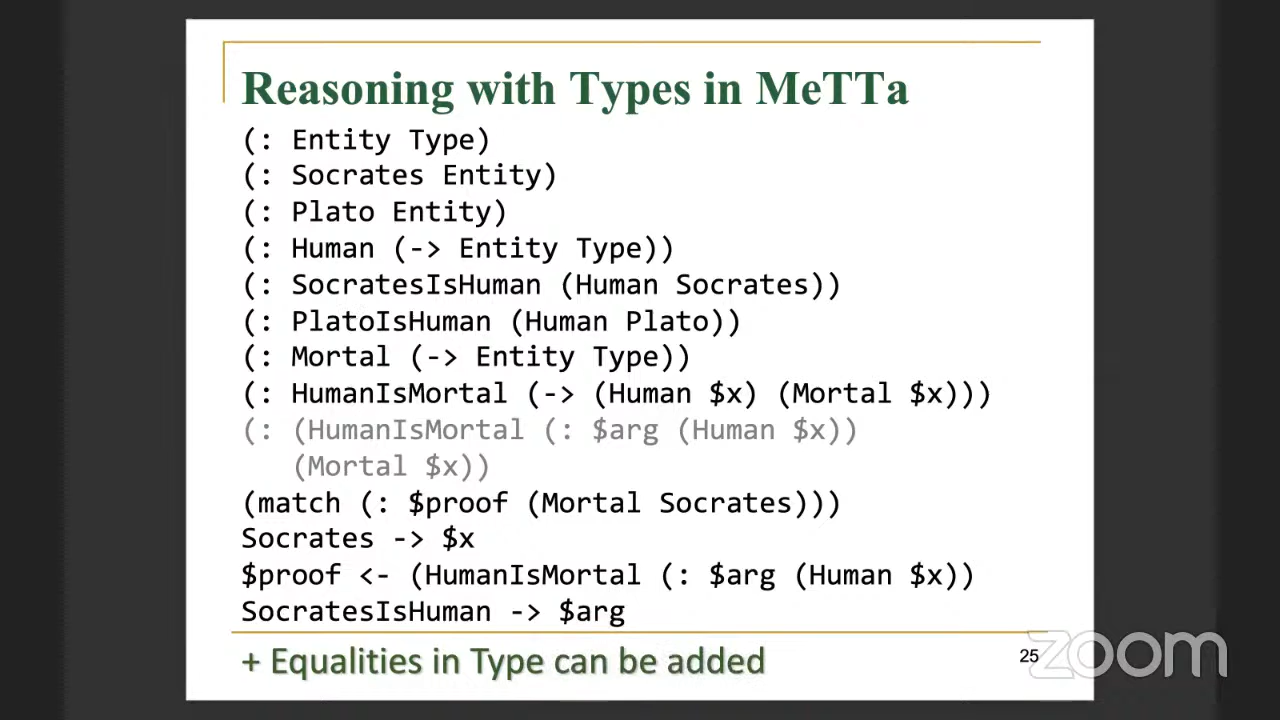 Reasoning with Types in MeTTa
(: Entity Type)
(: Socrates Entity)
(: Plato Entity)
(: Human (-> Entity Type))
(: SocratesIsHuman (Human Socrates))
(: PlatoIsHuman (Human Plato))
(: Mortal (-> Entity Type))
(: HumanIsMortal (-> (Human $x) (Mortal $x)))
(: (HumanIsMortal (: $arg (Human $x))
(Mortal $x))
(match (: $proof (Mortal Socrates)))
Socrates -> $x
$proof <- (HumanIsMortal (: $arg (Human $x))
SocratesIsHuman -> $arg
+ Equalities in Type can be added
25
zoom